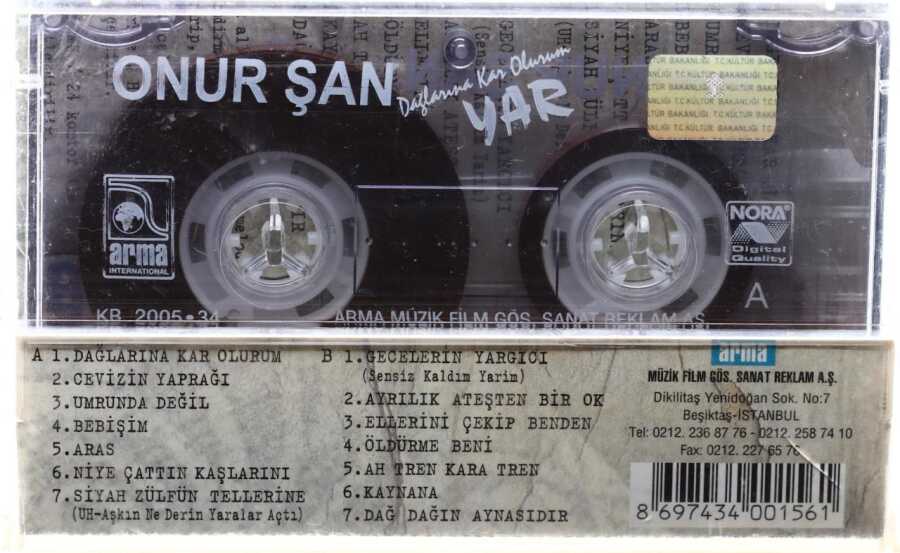 ONUR ŞAN
Dağlarına Kar Olurum
YAR
T.C.KÜLTÜR BAKANLIĞI
arma
INTERNATIONAL
NORA
Digital
Quality
A
KB. 2005•34
ARMA MÜZİK FİLM GÖS. SANAT REKLAM AŞ.
A 1.DAĞLARINA KAR OLURUM
2.CEVİZİN YAPRAĞI
3.UMRUNDA DEĞİL
4.BEBİŞİM
5.ARAS
6.NİYE ÇATTIN KAŞLARINI
7.SİYAH ZÜLFÜN TELLERİNE
(UH-Aşkın Ne Derin Yaralar Açtı)
B 1.GECELERİN YARGICI
(Sensiz Kaldım Yarim)
2.AYRILIK ATEŞTEN BİR OK
3.ELLERİNİ ÇEKİP BENDEN
4.ÖLDÜRME BENİ
5.AH TREN KARA TREN
6.KAYNANA
7.DAĞ DAĞIN AYNASIDIR
arma
MÜZİK FİLM GÖS. SANAT REKLAM A.Ş.
Dikilitaş Yenidoğan Sok. No:7
Beşiktaş-İSTANBUL
Tel: 0212. 236 87 76 - 0212. 258 74 10
Fax: 0212. 227 65 76
8 697434 001561